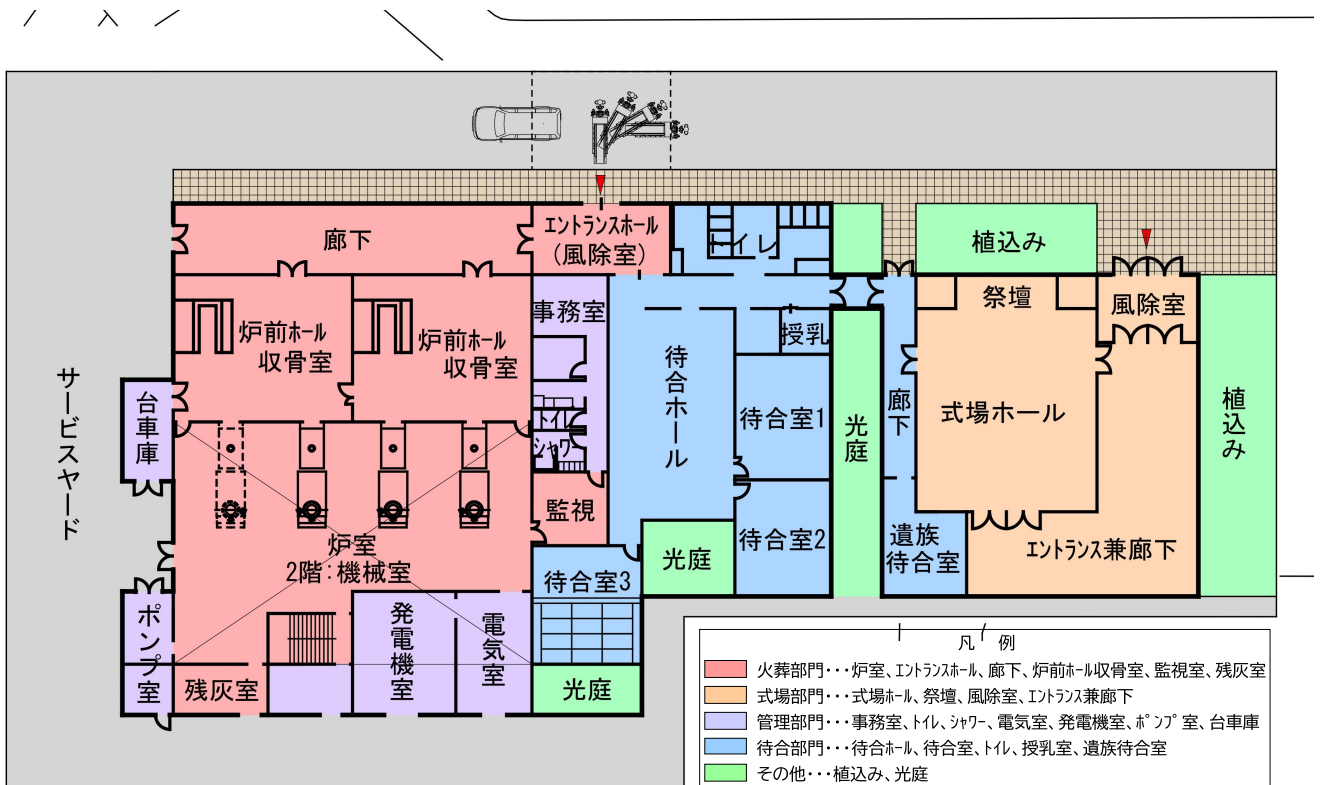 エントランスホール
(風除室)
トイレ
廊下
植込み
祭壇
風除室
事務室
授乳
炉前ホール
収骨室
炉前ホール
収骨室
待合ホール
サービスヤード
台車庫
トイレ
シャワー
待合室1
光庭
廊下
式場ホール
植込み
監視
待合室2
遺族
待合室
エントランス兼廊下
炉室
2階:機械室
光庭
待合室3
ポンプ室
発電機室
電気室
残灰室
光庭
凡 例
火葬部門・・・炉室、エントランスホール、廊下、炉前ホール収骨室、監視室、残灰室
式場部門・・・式場ホール、祭壇、風除室、エントランス兼廊下
管理部門・・・事務室、トイレ、シャワー、電気室、発電機室、ポンプ室、台車庫
待合部門・・・待合ホール、待合室、トイレ、授乳室、遺族待合室
その他・・・植込み、光庭